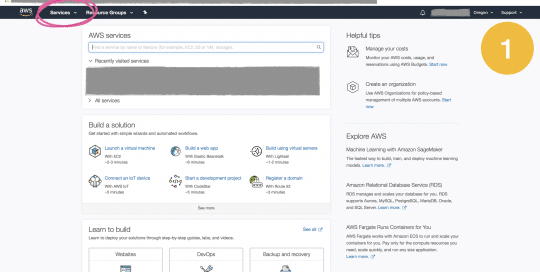 aws
Services
Resource Groups
Oregon
Support
1
AWS services
Find a service by name or feature (for example, EC2, S3 or VM, storage).
Recently visited services
All services
Build a solution
Get started with simple wizards and automated workflows.
Launch a virtual machine
With EC2
~2-3 minutes
Build a web app
With Elastic Beanstalk
~6 minutes
Build using virtual servers
With Lightsail
~1-2 minutes
Connect an IoT device
With AWS IoT
~5 minutes
Start a development project
With CodeStar
~5 minutes
Register a domain
With Route 53
~3 minutes
See more
Learn to build
See all
Learn to deploy your solutions through step-by-step guides, labs, and videos.
Websites
DevOps
Backup and recovery
Helpful tips
Manage your costs
Monitor your AWS costs, usage, and
reservations using AWS Budgets. Start now
Create an organization
Use AWS Organizations for policy-based
management of multiple AWS accounts. Start
now
Explore AWS
Machine Learning with Amazon SageMaker
The fastest way to build, train, and deploy machine learning
models. Learn more.
Amazon Relational Database Service (RDS)
RDS manages and scales your database for you. RDS
supports Aurora, MySQL, PostgreSQL, MariaDB, Oracle,
and SQL Server. Learn more.
AWS Fargate Runs Containers for You
AWS Fargate works with Amazon ECS to run and scale your
containers for you. Pay only for the compute resources you
need, scale quickly, and run any size application.
Learn more.